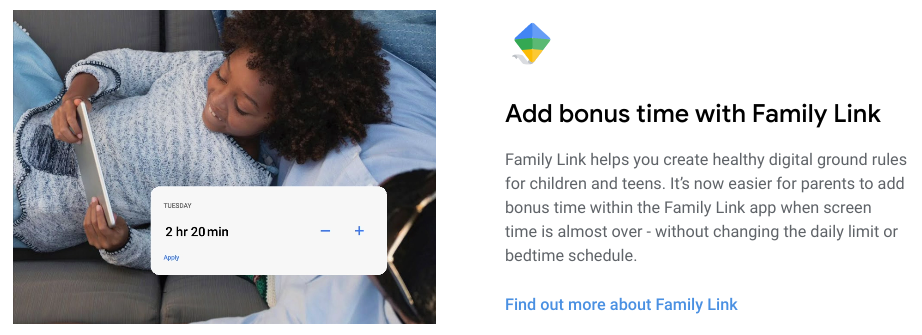 TUESDAY
2 hr 20 min
Apply
Add bonus time with Family Link
Family Link helps you create healthy digital ground rules
for children and teens. It's now easier for parents to add
bonus time within the Family Link app when screen
time is almost over - without changing the daily limit or
bedtime schedule.
Find out more about Family Link